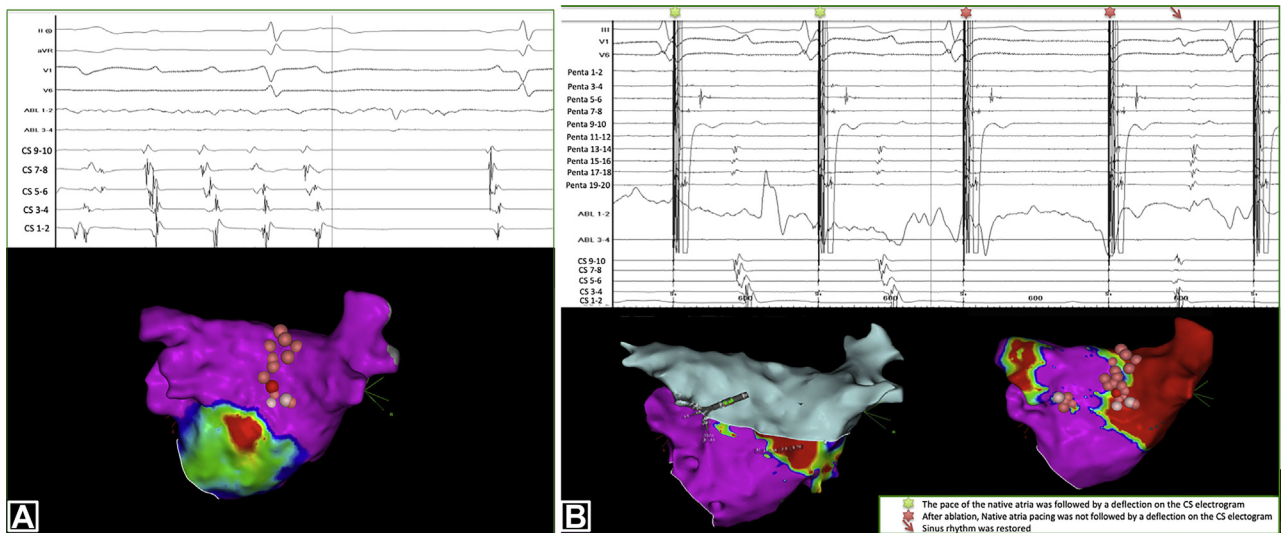 II
aVR
V1
V6
ABL 1-2
ABL 3-4
CS 9-10
CS 7-8
CS 5-6
CS 3-4
CS 1-2
A
III
V1
V6
Penta 1-2
Penta 3-4
Penta 5-6
Penta 7-8
Penta 9-10
Penta 11-12
Penta 13-14
Penta 15-16
Penta 17-18
Penta 19-20
ABL 1-2
ABL 3-4
CS 9-10
CS 7-8
CS 5-6
CS 3-4
CS 1-2
600 600 600 600
B
The pace of the native atria was followed by a deflection on the CS electrogram
After ablation, Native atria pacing was not followed by a deflection on the CS electogram
Sinus rhythm was restored